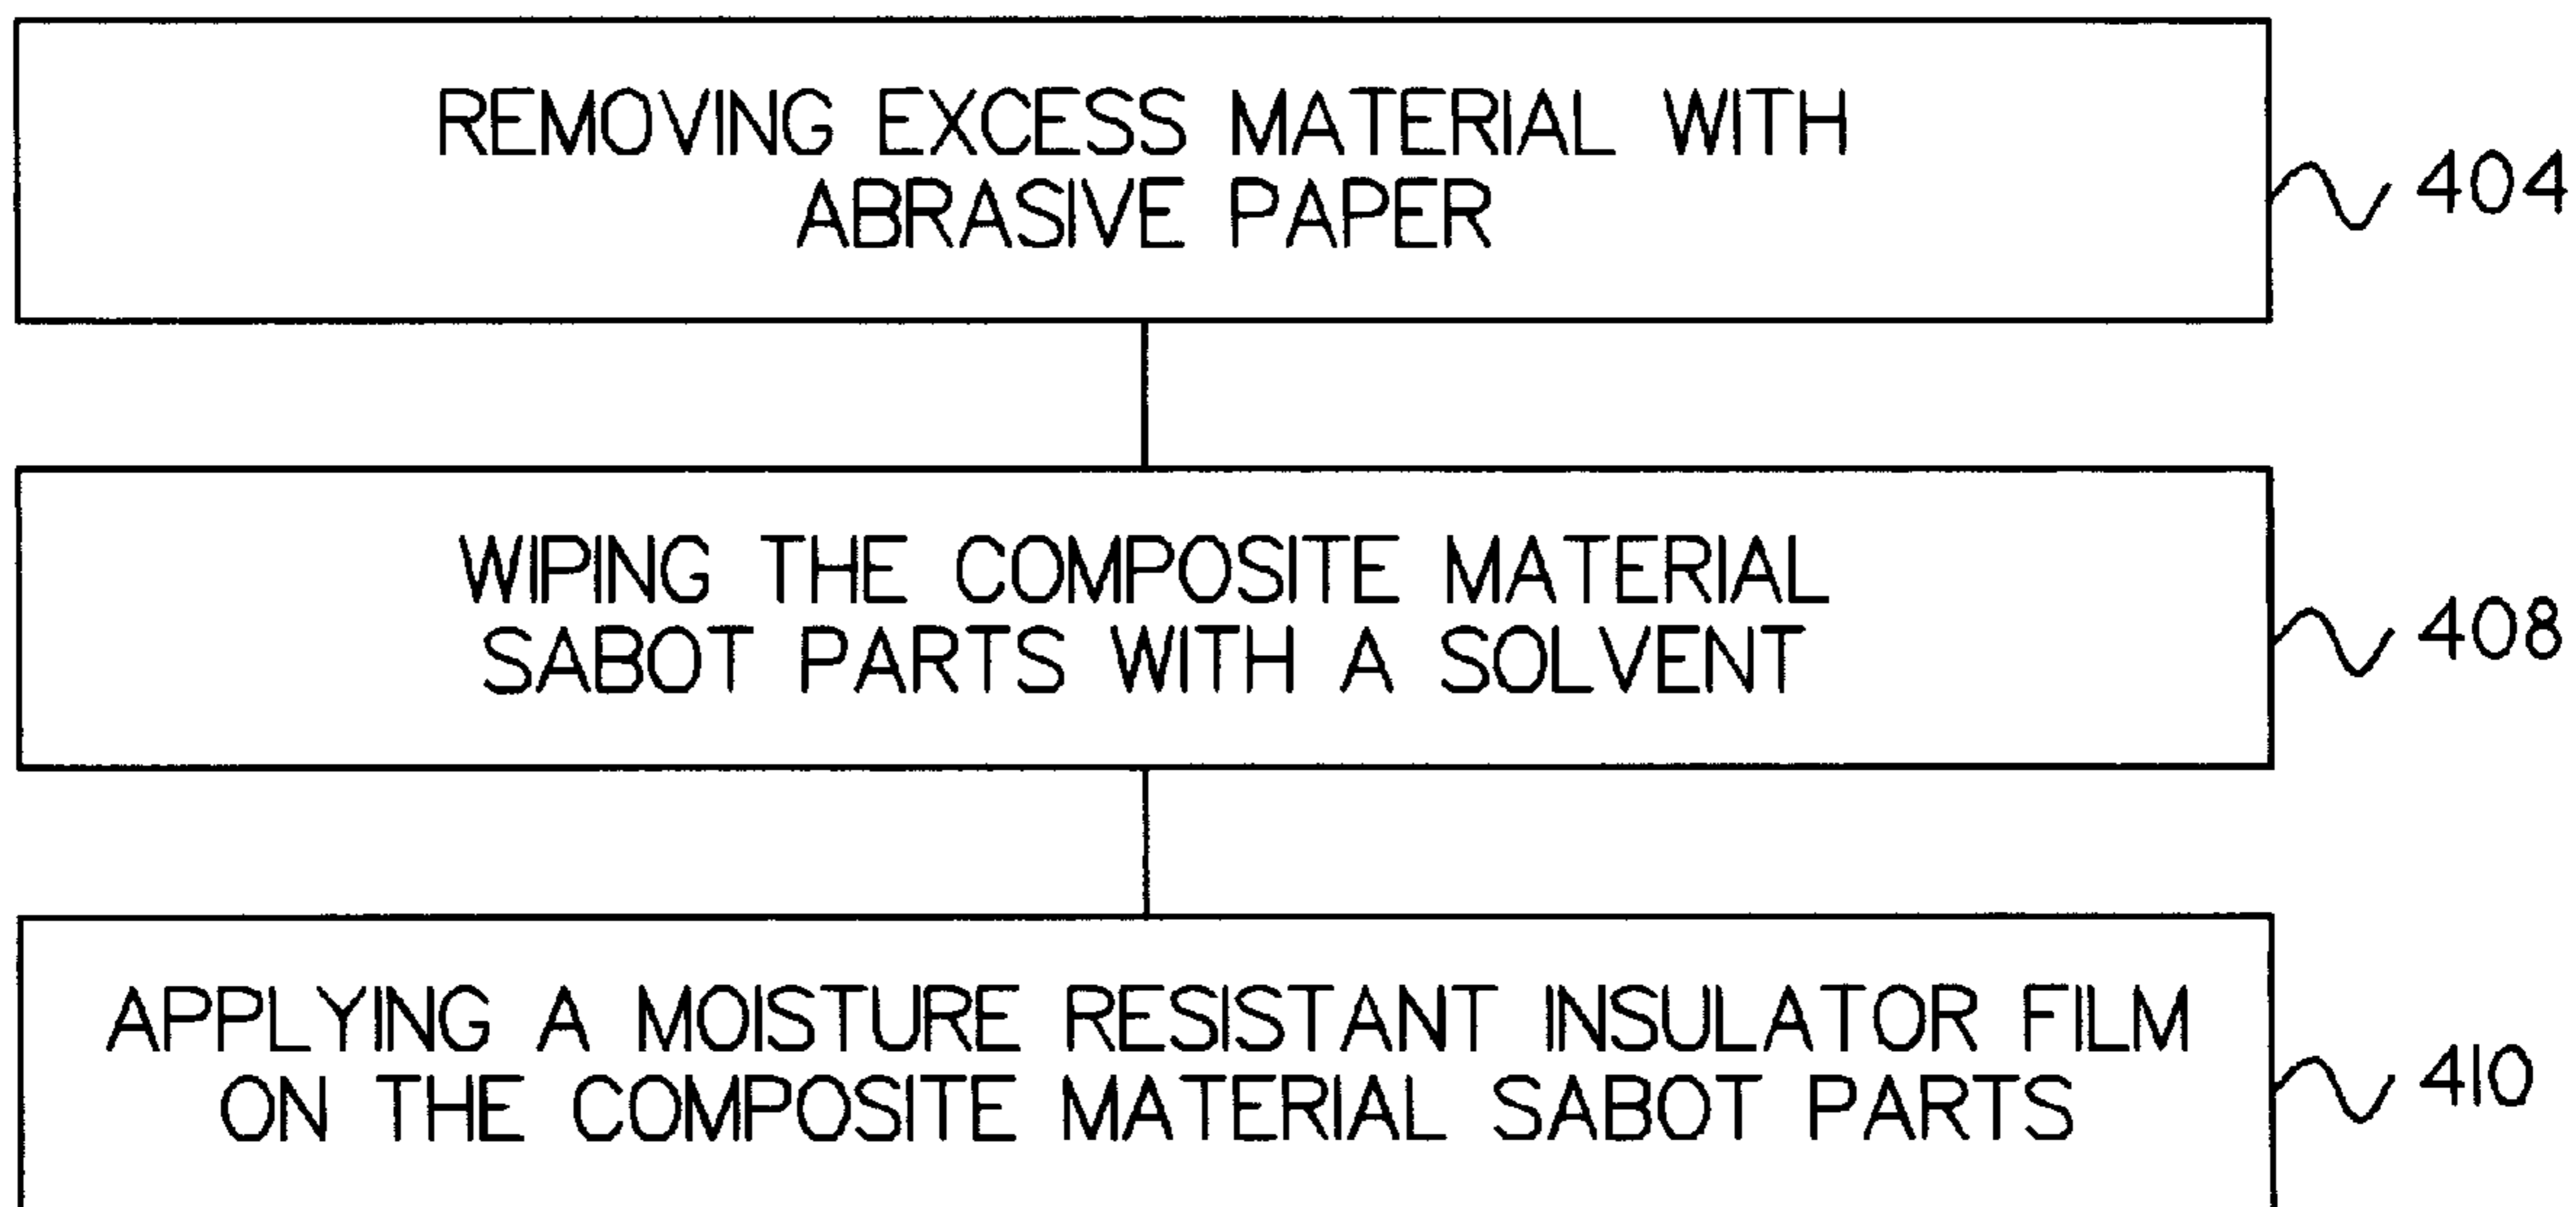 REMOVING EXCESS MATERIAL WITH
ABRASIVE PAPER
404
WIPING THE COMPOSITE MATERIAL
SABOT PARTS WITH A SOLVENT
408
APPLYING A MOISTURE RESISTANT INSULATOR FILM
ON THE COMPOSITE MATERIAL SABOT PARTS
410